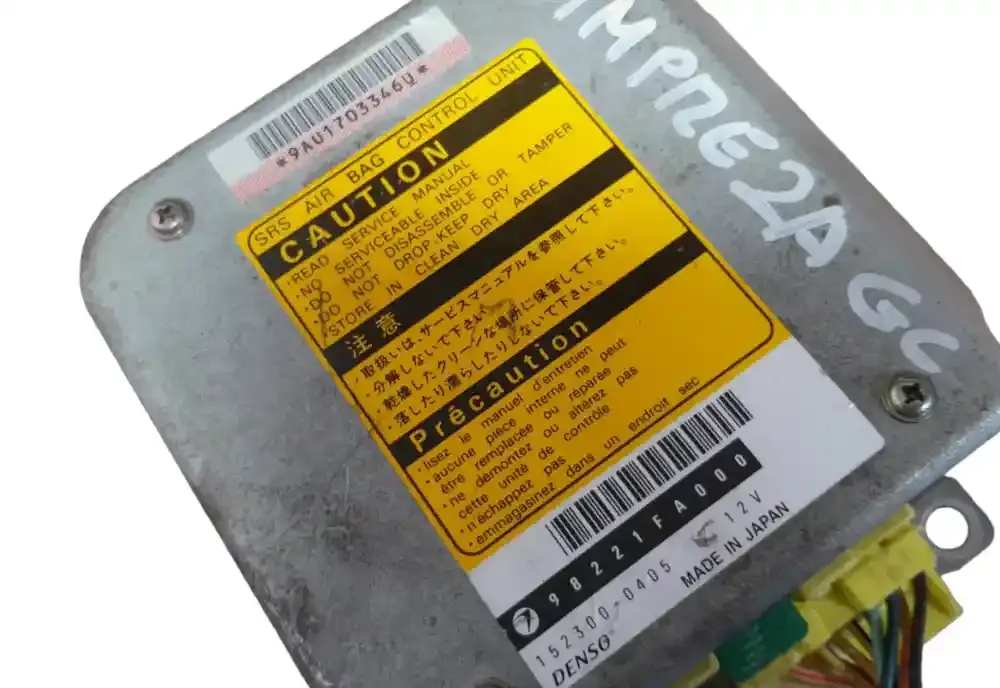 *9AU1703346U*
IMPREZA GC
SRS AIR BAG CONTROL UNIT
CAUTION
·READ SERVICE MANUAL
·NO SERVICEABLE INSIDE
·DO NOT DISASSEMBLE OR TAMPER
·DO NOT DROP·KEEP DRY
·STORE IN CLEAN DRY AREA
注意
·取扱いは、サービスマニュアルを参照して下さい。
·分解しないで下さい。
·乾燥したクリーンな場所に保管して下さい。
·落したり濡らしたりしないで下さい。
Précaution
·lisez le manuel d'entretien
·aucune pièce interne ne peut
être remplacée ou réparée
·ne demontez ou altérez pas
cette unité de contrôle
·n'échappez pas
·emmagasinez dans un endroit sec
98221FA000
152300-0405 12V
DENSO MADE IN JAPAN